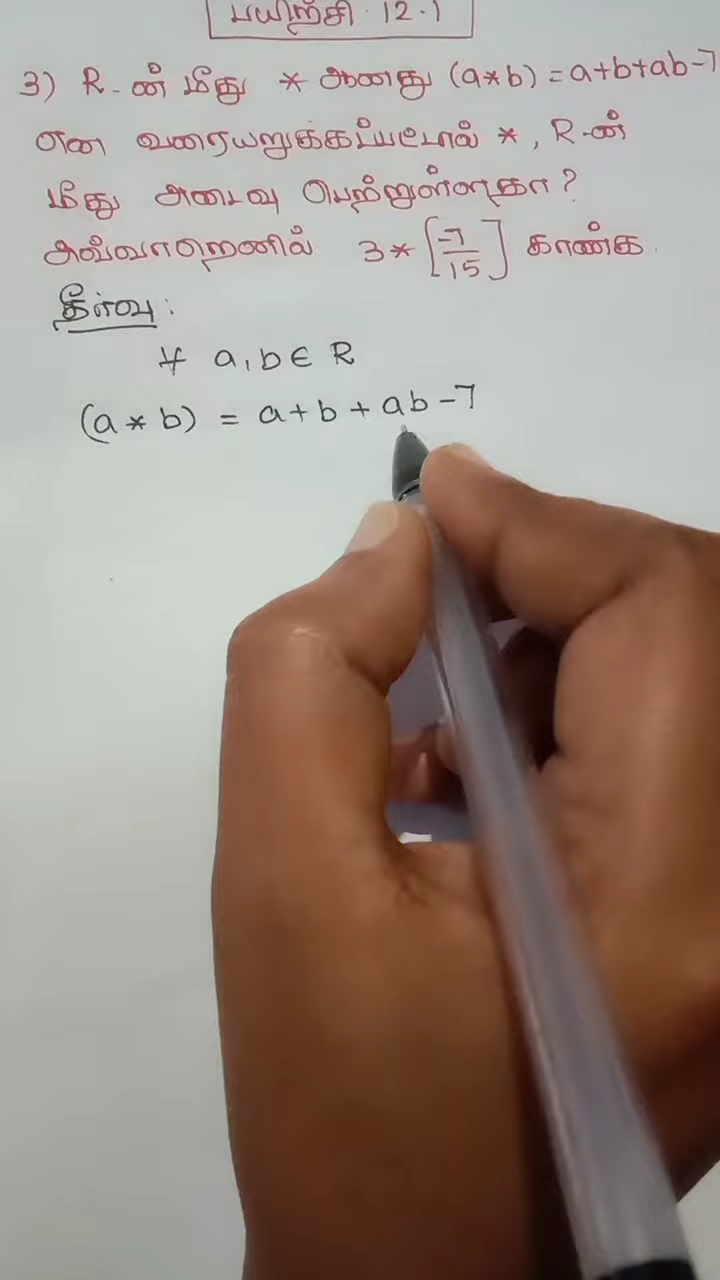 பயிற்சி 12.1
3) R-ன் மீது * ஆனது (a*b) = a+b+ab-7
என வரையறுக்கப்பட்டால் *, R-ன்
மீது அடைவு பெற்றுள்ளதா?
அவ்வாறெனில் 3*[-7/15] காண்க.
தீர்வு:
∀ a,b ∈ R
(a * b) = a+b + ab -7